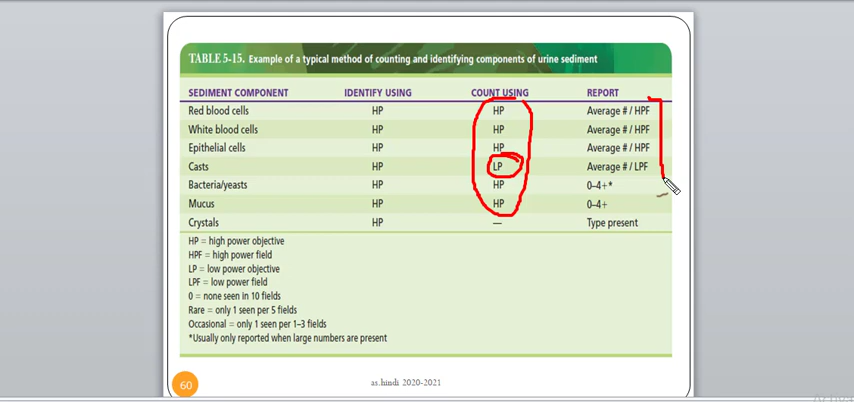 TABLE 5-15. Example of a typical method of counting and identifying components of urine sediment
SEDIMENT COMPONENT IDENTIFY USING COUNT USING REPORT
Red blood cells HP HP Average # / HPF
White blood cells HP HP Average # / HPF
Epithelial cells HP HP Average # / HPF
Casts HP LP Average # / LPF
Bacteria/yeasts HP HP 0–4+*
Mucus HP HP 0–4+
Crystals HP — Type present
HP = high power objective
HPF = high power field
LP = low power objective
LPF = low power field
0 = none seen in 10 fields
Rare = only 1 seen per 5 fields
Occasional = only 1 seen per 1–3 fields
*Usually only reported when large numbers are present
60
as.hindi 2020-2021